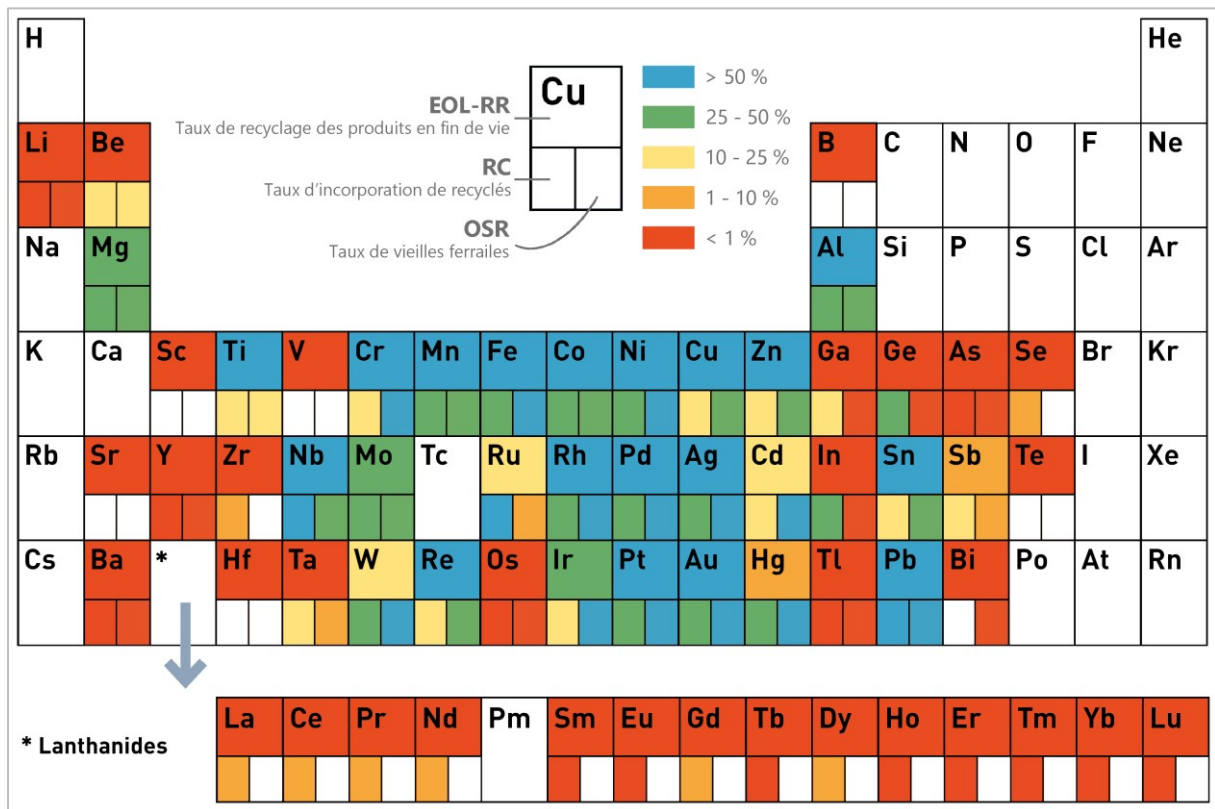 H He
Cu
> 50 %
EOL-RR
Taux de recyclage des produits en fin de vie
25 - 50 %
RC
Taux d'incorporation de recyclés
10 - 25 %
1 - 10 %
OSR
Taux de vieilles ferrailes
< 1 %
Li Be B C N O F Ne
Na Mg Al Si P S Cl Ar
K Ca Sc Ti V Cr Mn Fe Co Ni Cu Zn Ga Ge As Se Br Kr
Rb Sr Y Zr Nb Mo Tc Ru Rh Pd Ag Cd In Sn Sb Te I Xe
Cs Ba * Hf Ta W Re Os Ir Pt Au Hg Tl Pb Bi Po At Rn
La Ce Pr Nd Pm Sm Eu Gd Tb Dy Ho Er Tm Yb Lu
* Lanthanides